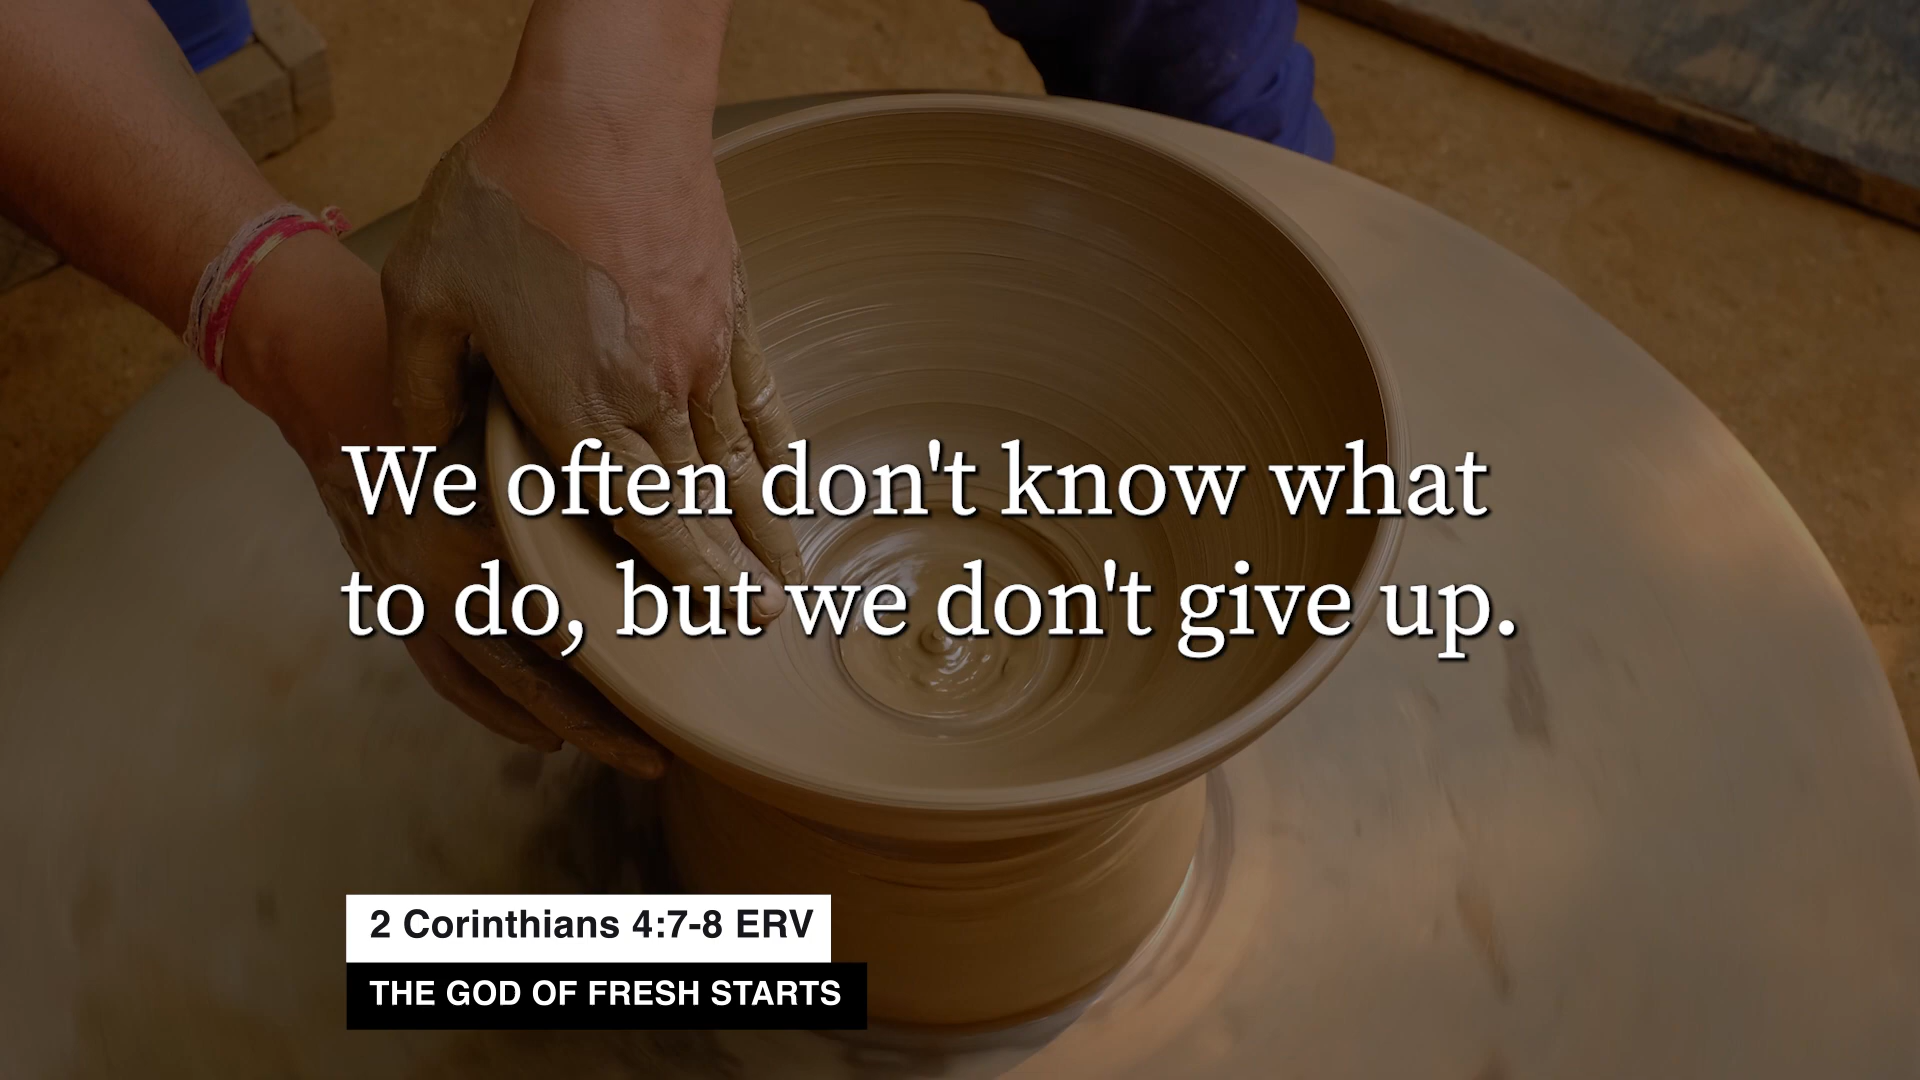 We often don't know what
to do, but we don't give up.
2 Corinthians 4:7-8 ERV
THE GOD OF FRESH STARTS